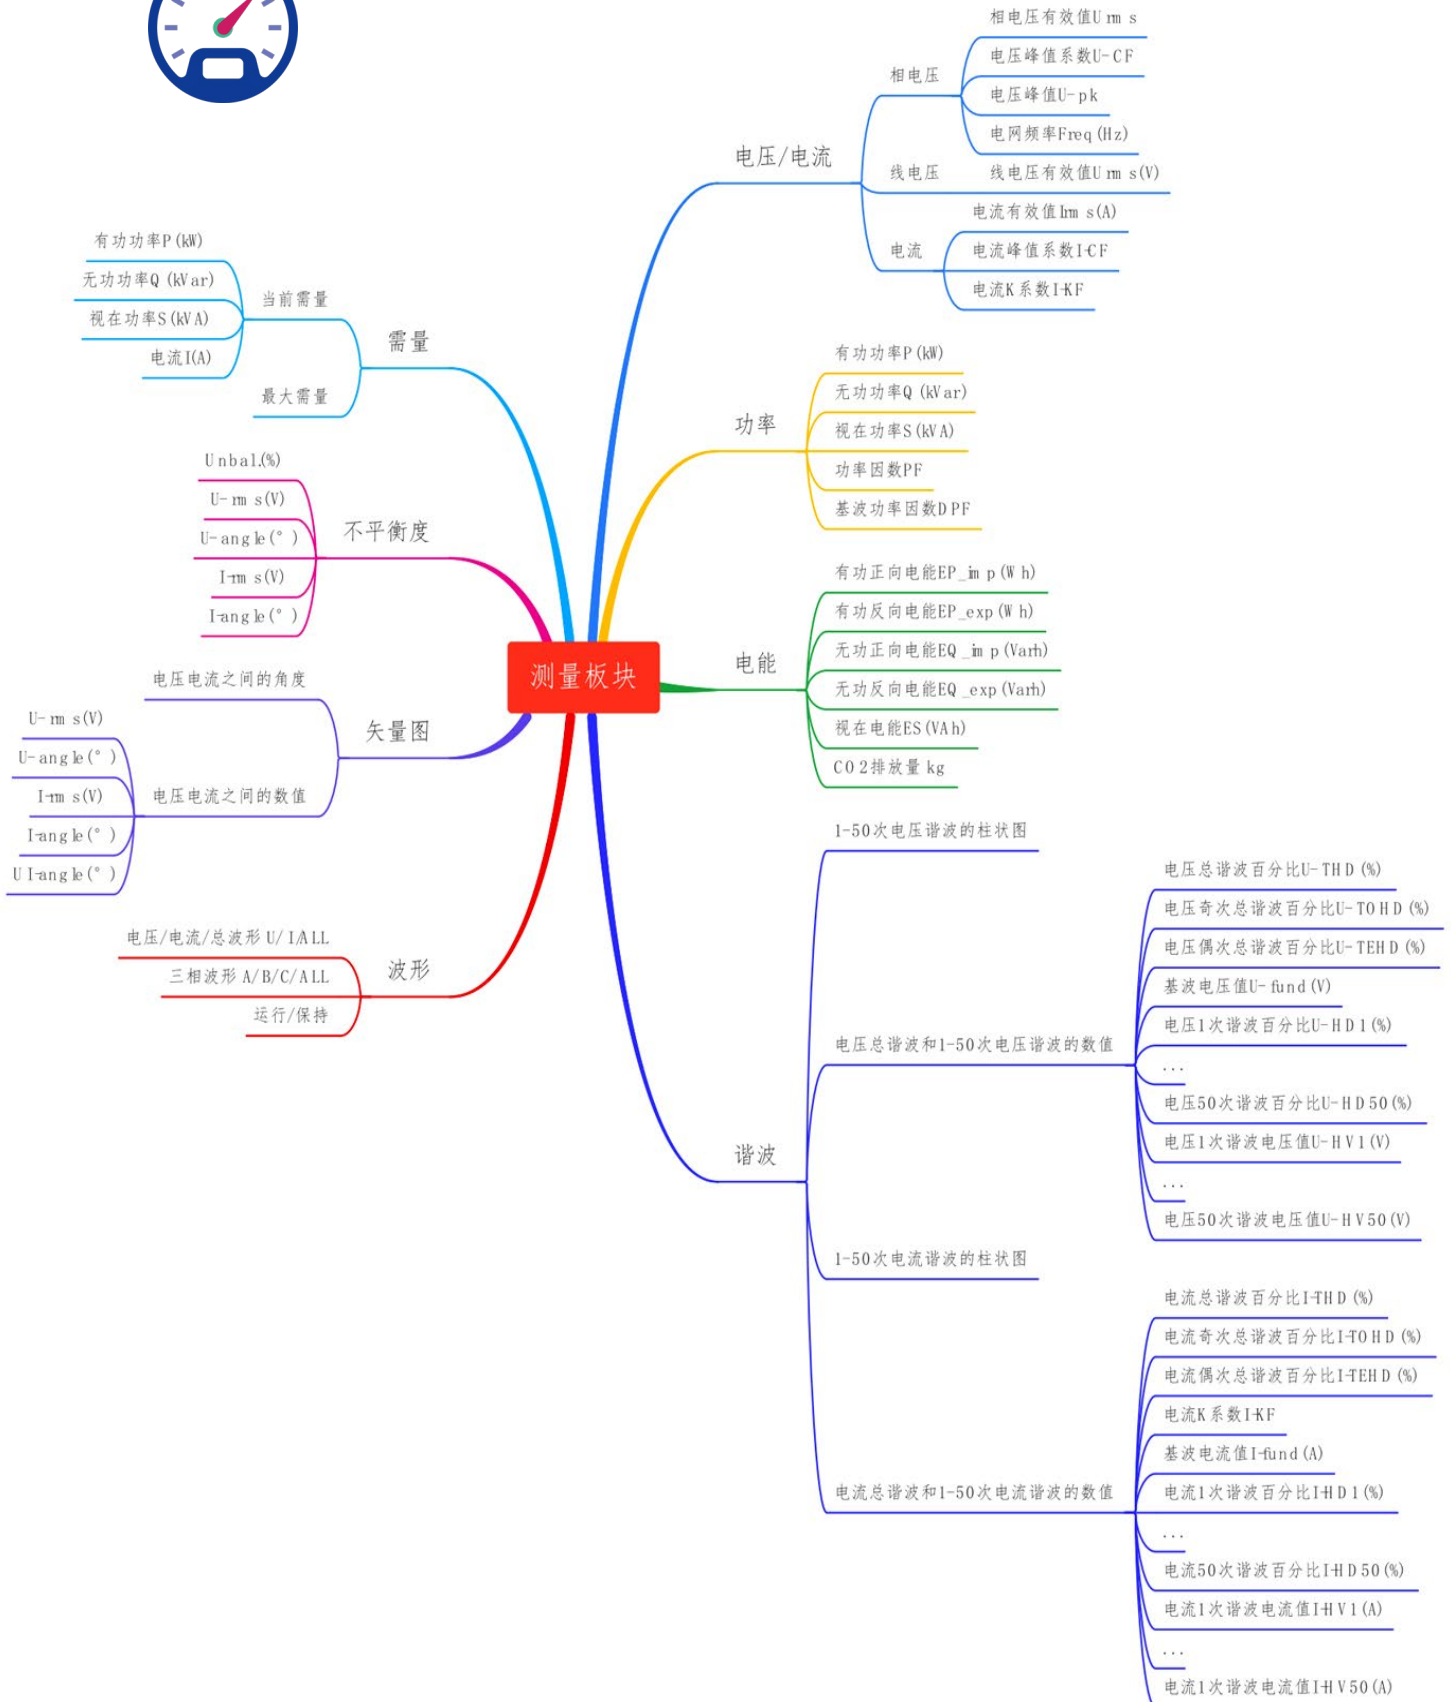 测量板块
电压/电流
相电压
相电压有效值Urms
电压峰值系数U-CF
电压峰值U-pk
电网频率Freq(Hz)
线电压
线电压有效值Urms(V)
电流
电流有效值Irms(A)
电流峰值系数I-CF
电流K系数I-KF
功率
有功功率P(kW)
无功功率Q(kVar)
视在功率S(kVA)
功率因数PF
基波功率因数DPF
电能
有功正向电能EP_imp(Wh)
有功反向电能EP_exp(Wh)
无功正向电能EQ_imp(Varh)
无功反向电能EQ_exp(Varh)
视在电能ES(VAh)
CO2排放量 kg
谐波
1-50次电压谐波的柱状图
电压总谐波和1-50次电压谐波的数值
电压总谐波百分比U-THD(%)
电压奇次总谐波百分比U-TOHD(%)
电压偶次总谐波百分比U-TEHD(%)
基波电压值U-fund(V)
电压1次谐波百分比U-HD1(%)
...
电压50次谐波百分比U-HD50(%)
电压1次谐波电压值U-HV1(V)
...
电压50次谐波电压值U-HV50(V)
1-50次电流谐波的柱状图
电流总谐波和1-50次电流谐波的数值
电流总谐波百分比I-THD(%)
电流奇次总谐波百分比I-TOHD(%)
电流偶次总谐波百分比I-TEHD(%)
电流K系数I-KF
基波电流值I-fund(A)
电流1次谐波百分比I-HD1(%)
...
电流50次谐波百分比I-HD50(%)
电流1次谐波电流值I-HV1(A)
...
电流1次谐波电流值I-HV50(A)
需量
当前需量
有功功率P(kW)
无功功率Q(kVar)
视在功率S(kVA)
电流I(A)
最大需量
不平衡度
Unbal.(%)
U-rms(V)
U-angle(°)
I-rms(V)
I-angle(°)
矢量图
电压电流之间的角度
电压电流之间的数值
U-rms(V)
U-angle(°)
I-rms(V)
I-angle(°)
UI-angle(°)
波形
电压/电流/总波形 U/I/ALL
三相波形 A/B/C/ALL
运行/保持